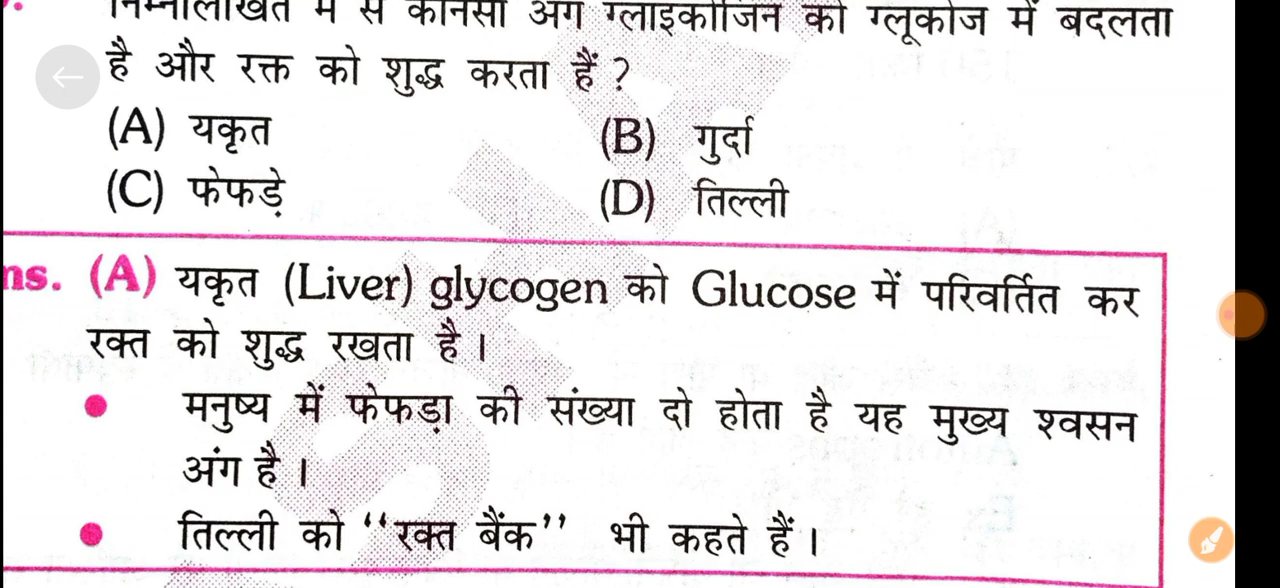 निम्नलिखित में से कौनसा अंग ग्लाइकोजिन को ग्लूकोज में बदलता
है और रक्त को शुद्ध करता हैं ?
(A) यकृत (B) गुर्दा
(C) फेफड़े (D) तिल्ली
ns. (A) यकृत (Liver) glycogen को Glucose में परिवर्तित कर
रक्त को शुद्ध रखता है ।
• मनुष्य में फेफड़ा की संख्या दो होता है यह मुख्य श्वसन
अंग है ।
• तिल्ली को ‘‘रक्त बैंक’’ भी कहते हैं ।